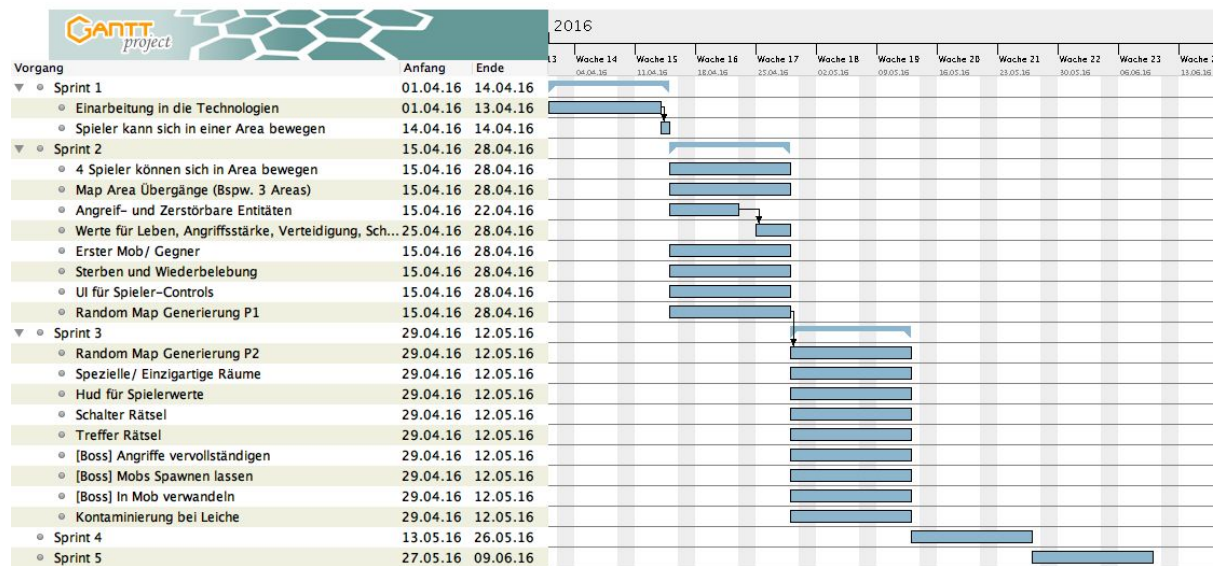 GANTT
project
2016
13 Woche 14 Woche 15 Woche 16 Woche 17 Woche 18 Woche 19 Woche 20 Woche 21 Woche 22 Woche 23 Woche 2
04.04.16 11.04.16 18.04.16 25.04.16 02.05.16 09.05.16 16.05.16 23.05.16 30.05.16 06.06.16 13.06.16
Vorgang Anfang Ende
Sprint 1 01.04.16 14.04.16
Einarbeitung in die Technologien 01.04.16 13.04.16
Spieler kann sich in einer Area bewegen 14.04.16 14.04.16
Sprint 2 15.04.16 28.04.16
4 Spieler können sich in Area bewegen 15.04.16 28.04.16
Map Area Übergänge (Bspw. 3 Areas) 15.04.16 28.04.16
Angreif- und Zerstörbare Entitäten 15.04.16 22.04.16
Werte für Leben, Angriffsstärke, Verteidigung, Sch... 25.04.16 28.04.16
Erster Mob/ Gegner 15.04.16 28.04.16
Sterben und Wiederbelebung 15.04.16 28.04.16
UI für Spieler-Controls 15.04.16 28.04.16
Random Map Generierung P1 15.04.16 28.04.16
Sprint 3 29.04.16 12.05.16
Random Map Generierung P2 29.04.16 12.05.16
Spezielle/ Einzigartige Räume 29.04.16 12.05.16
Hud für Spielerwerte 29.04.16 12.05.16
Schalter Rätsel 29.04.16 12.05.16
Treffer Rätsel 29.04.16 12.05.16
[Boss] Angriffe vervollständigen 29.04.16 12.05.16
[Boss] Mobs Spawnen lassen 29.04.16 12.05.16
[Boss] In Mob verwandeln 29.04.16 12.05.16
Kontaminierung bei Leiche 29.04.16 12.05.16
Sprint 4 13.05.16 26.05.16
Sprint 5 27.05.16 09.06.16